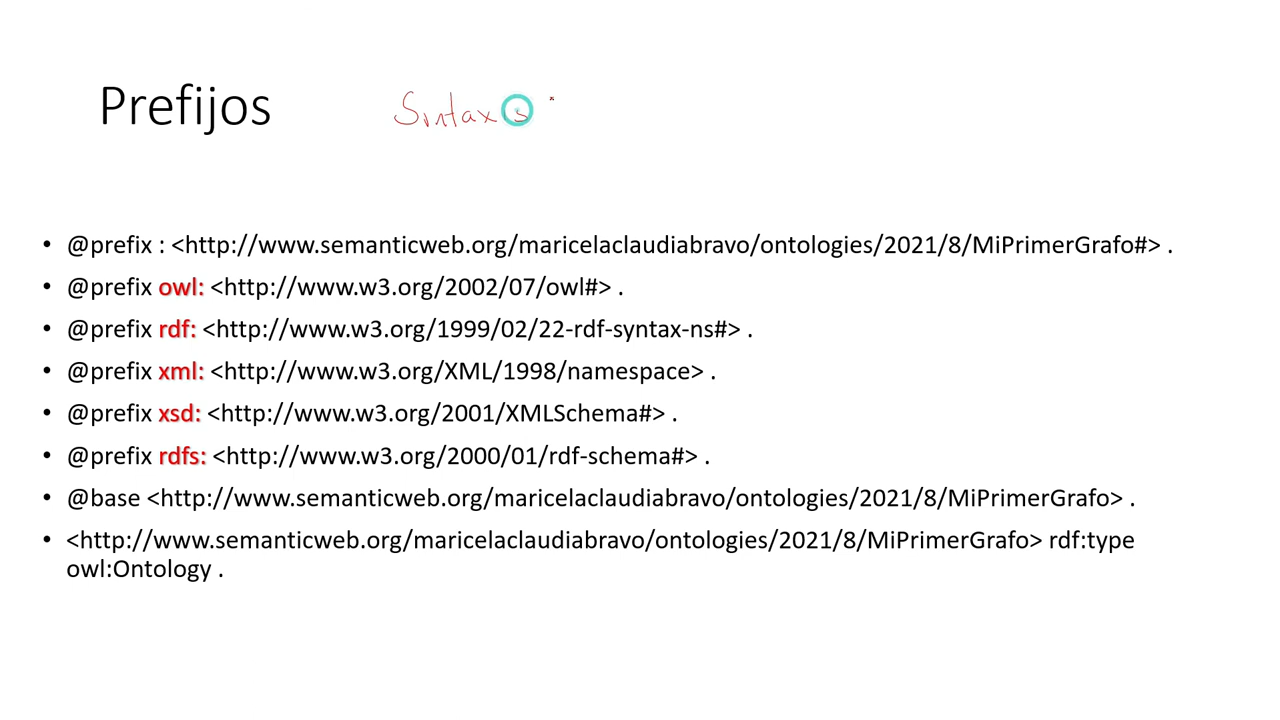 Prefijos
Sintaxis
• @prefix : <http://www.semanticweb.org/maricelaclaudiabravo/ontologies/2021/8/MiPrimerGrafo#> .
• @prefix owl: <http://www.w3.org/2002/07/owl#> .
• @prefix rdf: <http://www.w3.org/1999/02/22-rdf-syntax-ns#> .
• @prefix xml: <http://www.w3.org/XML/1998/namespace> .
• @prefix xsd: <http://www.w3.org/2001/XMLSchema#> .
• @prefix rdfs: <http://www.w3.org/2000/01/rdf-schema#> .
• @base <http://www.semanticweb.org/maricelaclaudiabravo/ontologies/2021/8/MiPrimerGrafo> .
• <http://www.semanticweb.org/maricelaclaudiabravo/ontologies/2021/8/MiPrimerGrafo> rdf:type
owl:Ontology .